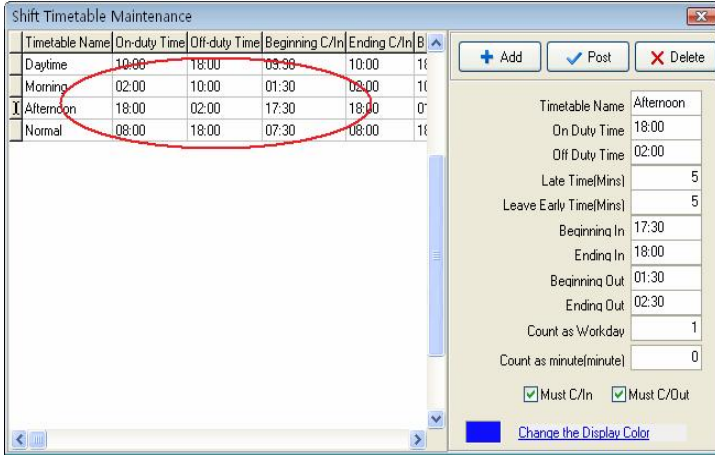 Shift Timetable Maintenance
Timetable Name On-duty Time Off-duty Time Beginning C/In Ending C/In B
Daytime 10:00 18:00 09:30 10:00 18
Morning 02:00 10:00 01:30 02:00 10
Afternoon 18:00 02:00 17:30 18:00 01
Normal 08:00 18:00 07:30 08:00 18
Add Post Delete
Timetable Name Afternoon
On Duty Time 18:00
Off Duty Time 02:00
Late Time(Mins) 5
Leave Early Time(Mins) 5
Beginning In 17:30
Ending In 18:00
Beginning Out 01:30
Ending Out 02:30
Count as Workday 1
Count as minute(minute) 0
Must C/In Must C/Out
Change the Display Color